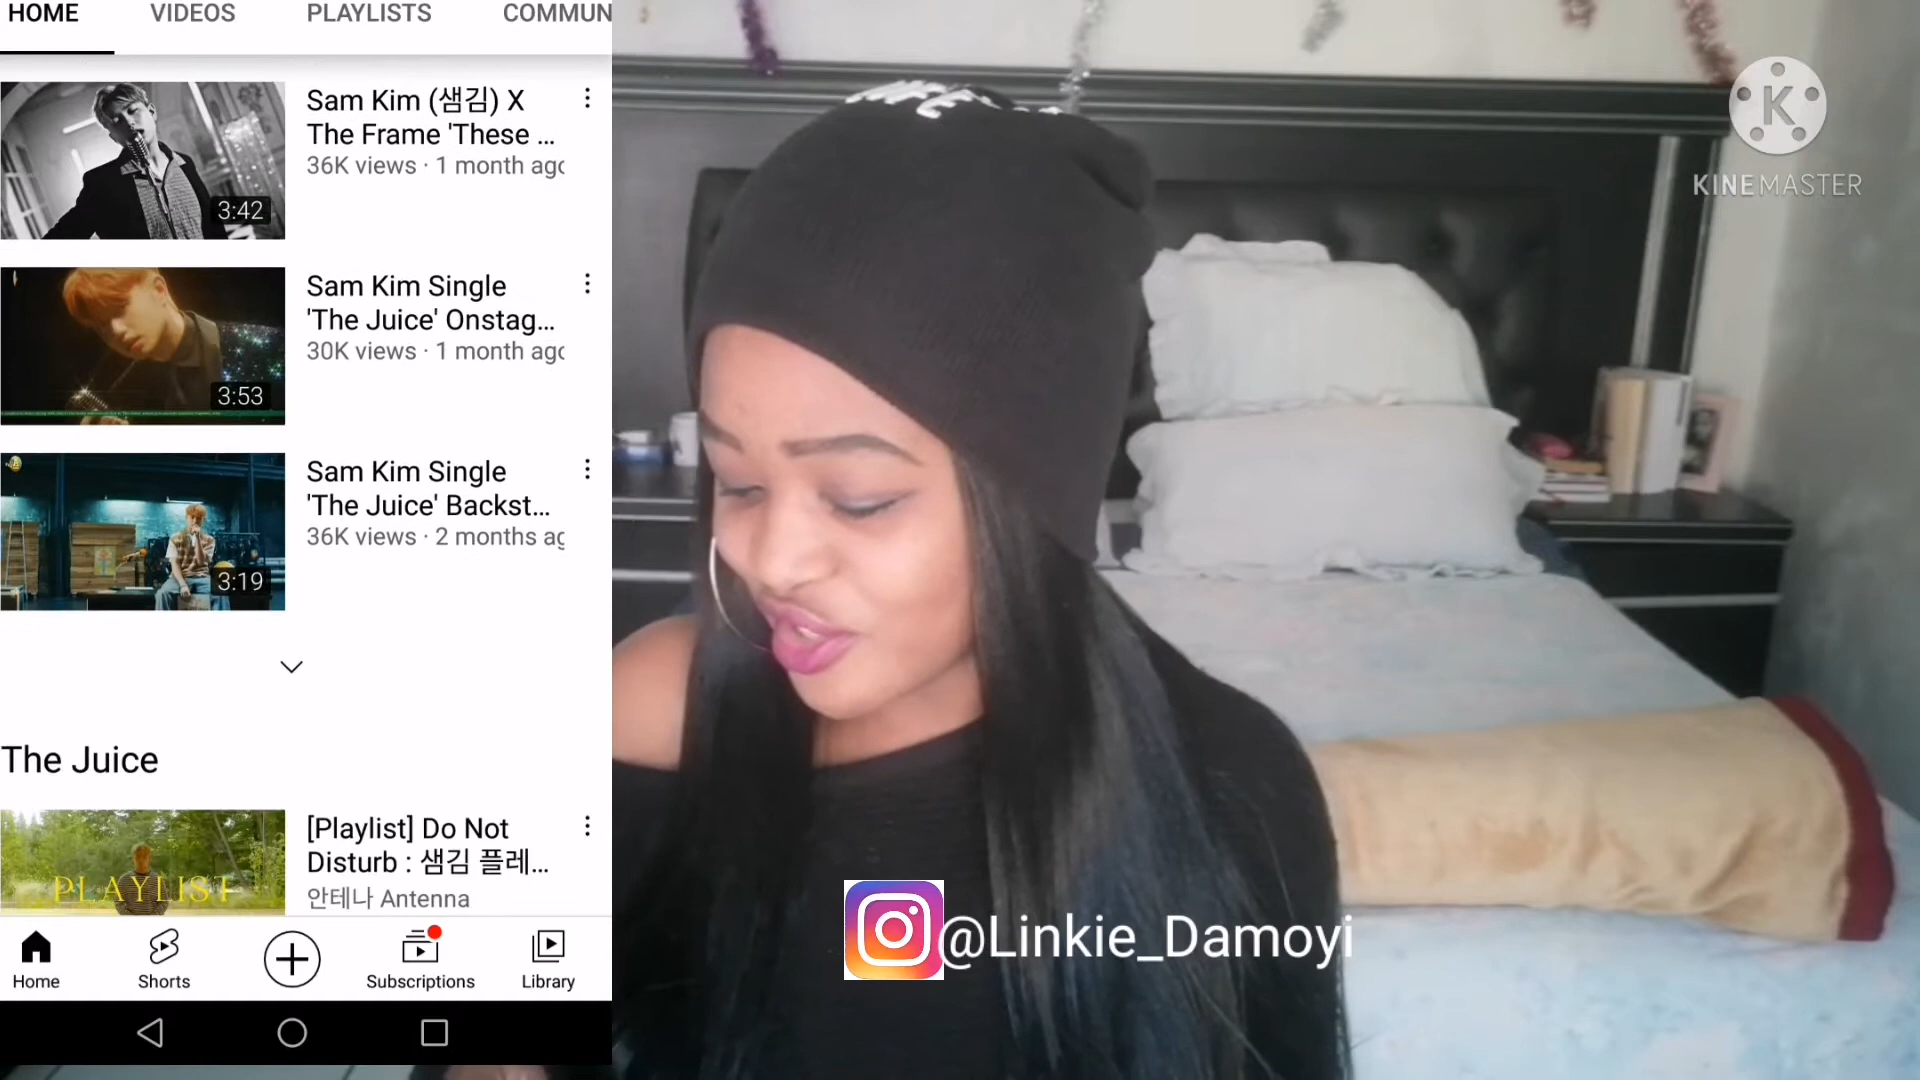 HOME VIDEOS PLAYLISTS COMMUN
Sam Kim (샘김) X
The Frame 'These ...
36K views · 1 month ago
3:42
Sam Kim Single
'The Juice' Onstag...
30K views · 1 month ago
3:53
Sam Kim Single
'The Juice' Backst...
36K views · 2 months ag
3:19
The Juice
[Playlist] Do Not
Disturb : 샘김 플레...
안테나 Antenna
PLAYLIST
Home Shorts Subscriptions Library
K
KINEMASTER
@Linkie_Damoyi